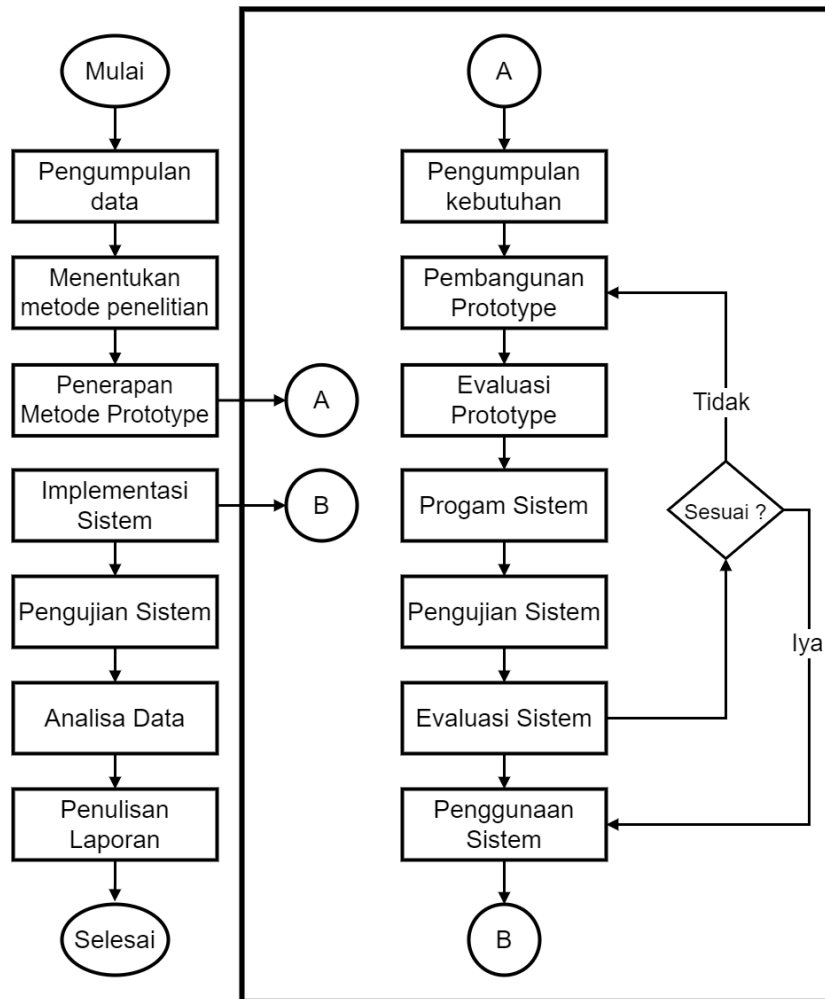 Mulai
Pengumpulan
data
Menentukan
metode penelitian
Penerapan
Metode Prototype
A
Implementasi
Sistem
B
Pengujian Sistem
Analisa Data
Penulisan
Laporan
Selesai
A
Pengumpulan
kebutuhan
Pembangunan
Prototype
Evaluasi
Prototype
Progam Sistem
Pengujian Sistem
Evaluasi Sistem
Sesuai ?
Tidak
Iya
Penggunaan
Sistem
B